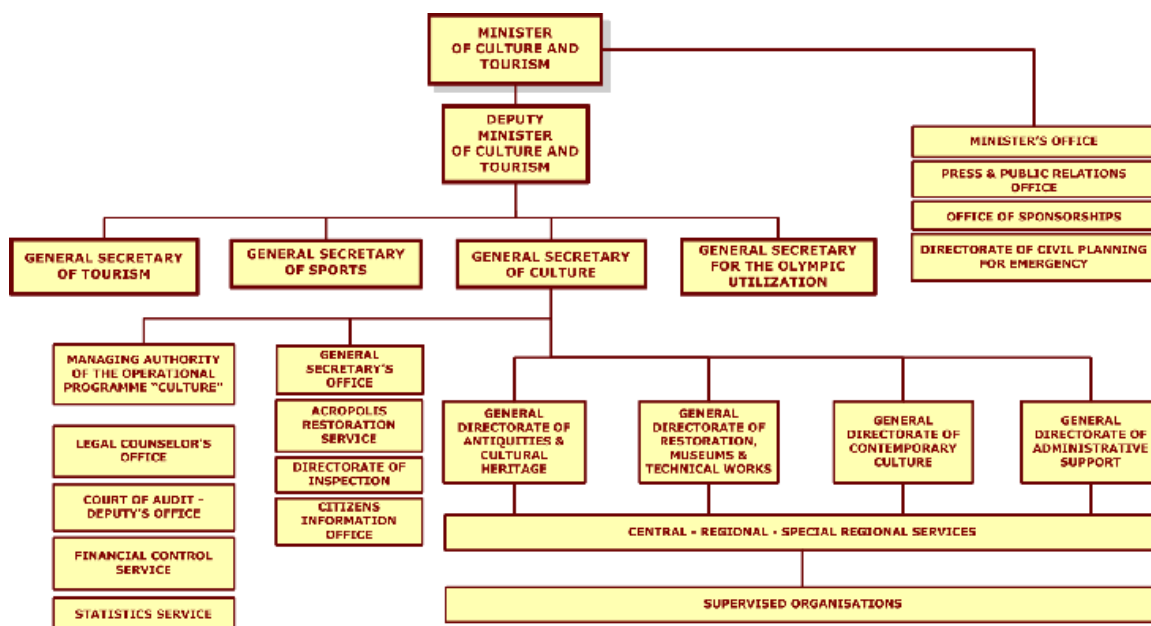 MINISTER
OF CULTURE AND
TOURISM
DEPUTY
MINISTER
OF CULTURE AND
TOURISM
MINISTER'S OFFICE
PRESS & PUBLIC RELATIONS
OFFICE
OFFICE OF SPONSORSHIPS
DIRECTORATE OF CIVIL PLANNING
FOR EMERGENCY
GENERAL SECRETARY
OF TOURISM
GENERAL SECRETARY
OF SPORTS
GENERAL SECRETARY
OF CULTURE
GENERAL SECRETARY
FOR THE OLYMPIC
UTILIZATION
MANAGING AUTHORITY
OF THE OPERATIONAL
PROGRAMME "CULTURE"
LEGAL COUNSELOR'S
OFFICE
COURT OF AUDIT -
DEPUTY'S OFFICE
FINANCIAL CONTROL
SERVICE
STATISTICS SERVICE
GENERAL
SECRETARY'S
OFFICE
ACROPOLIS
RESTORATION
SERVICE
DIRECTORATE OF
INSPECTION
CITIZENS
INFORMATION
OFFICE
GENERAL
DIRECTORATE OF
ANTIQUITIES &
CULTURAL
HERITAGE
GENERAL
DIRECTORATE OF
RESTORATION,
MUSEUMS &
TECHNICAL WORKS
GENERAL
DIRECTORATE OF
CONTEMPORARY
CULTURE
GENERAL
DIRECTORATE OF
ADMINISTRATIVE
SUPPORT
CENTRAL - REGIONAL - SPECIAL REGIONAL SERVICES
SUPERVISED ORGANISATIONS